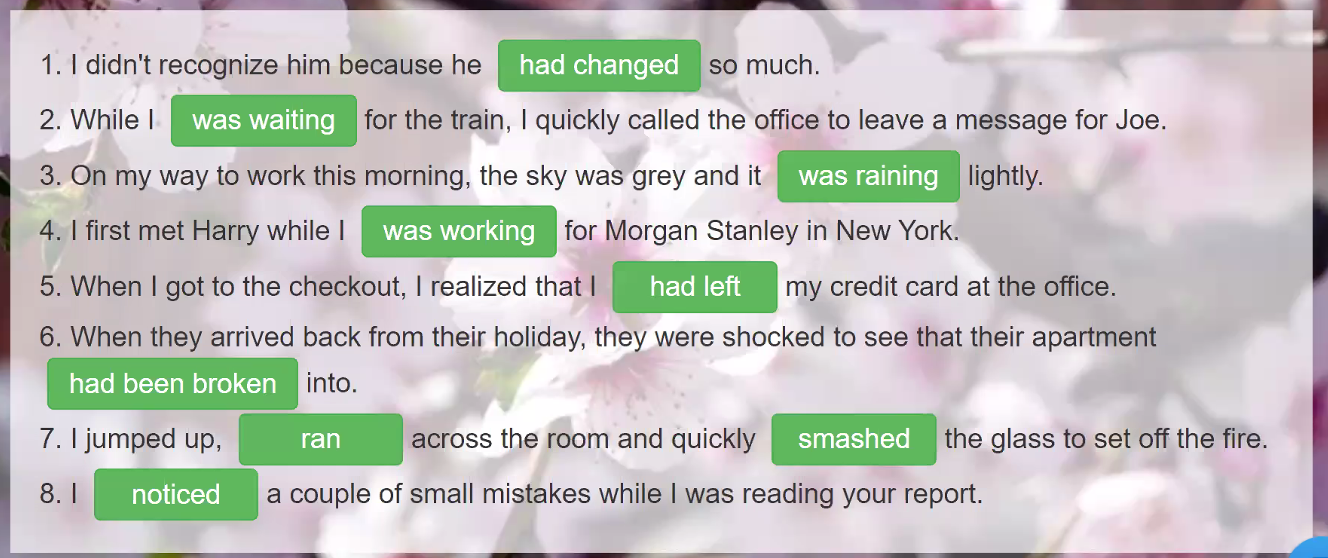 1. I didn't recognize him because he had changed so much.
2. While I was waiting for the train, I quickly called the office to leave a message for Joe.
3. On my way to work this morning, the sky was grey and it was raining lightly.
4. I first met Harry while I was working for Morgan Stanley in New York.
5. When I got to the checkout, I realized that I had left my credit card at the office.
6. When they arrived back from their holiday, they were shocked to see that their apartment
had been broken into.
7. I jumped up, ran across the room and quickly smashed the glass to set off the fire.
8. I noticed a couple of small mistakes while I was reading your report.